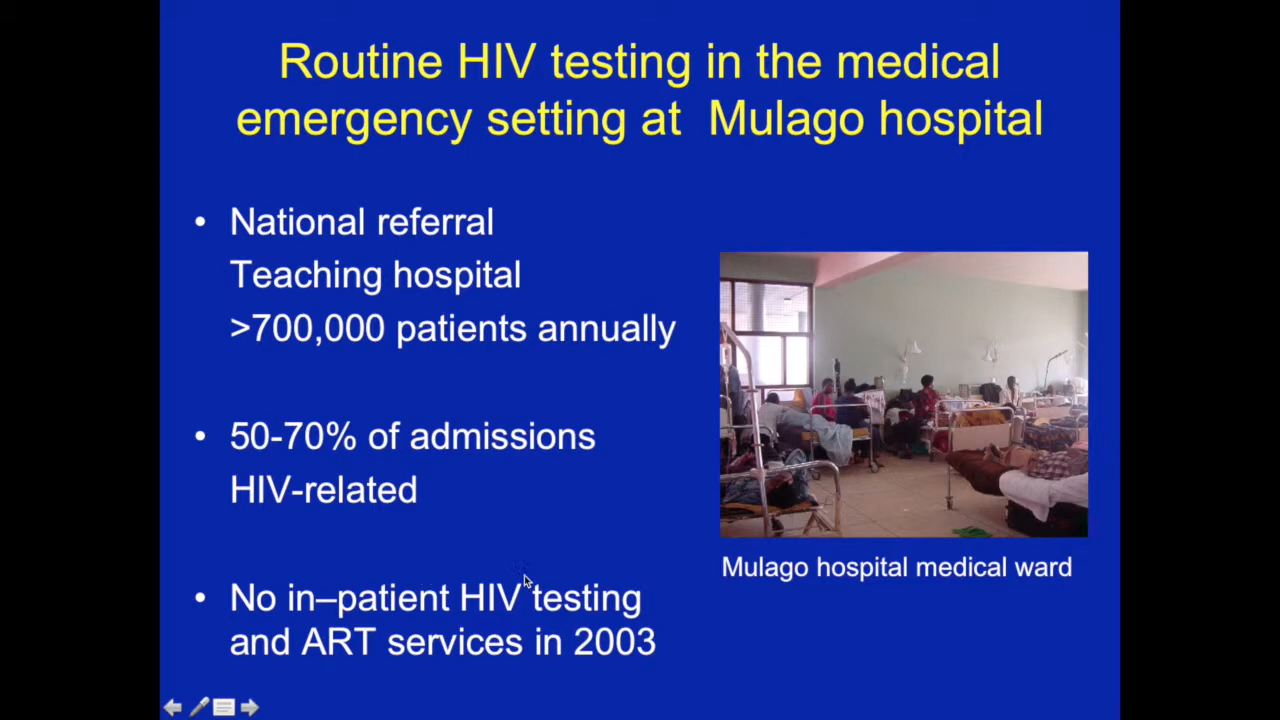 Routine HIV testing in the medical
emergency setting at Mulago hospital
• National referral
Teaching hospital
>700,000 patients annually
• 50-70% of admissions
HIV-related
• No in–patient HIV testing
and ART services in 2003
Mulago hospital medical ward